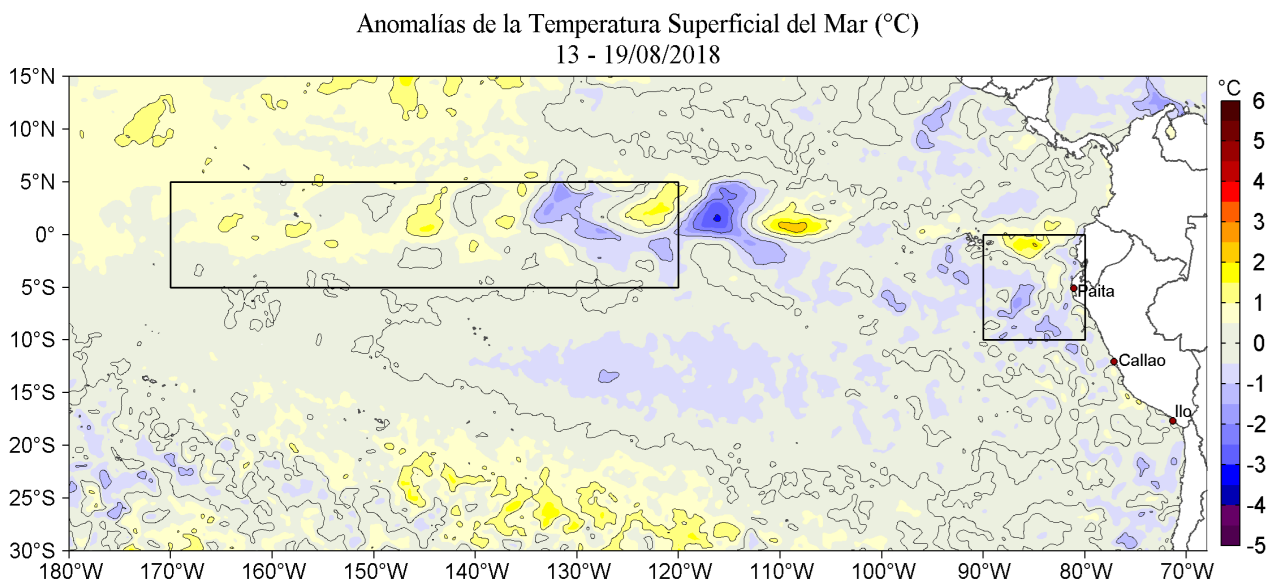 Anomalías de la Temperatura Superficial del Mar (°C)
13 - 19/08/2018
15°N
10°N
5°N
0°
5°S
10°S
15°S
20°S
25°S
30°S
180°W 170°W 160°W 150°W 140°W 130°W 120°W 110°W 100°W 90°W 80°W 70°W
Paita
Callao
Ilo
°C
6
5
4
3
2
1
0
-1
-2
-3
-4
-5